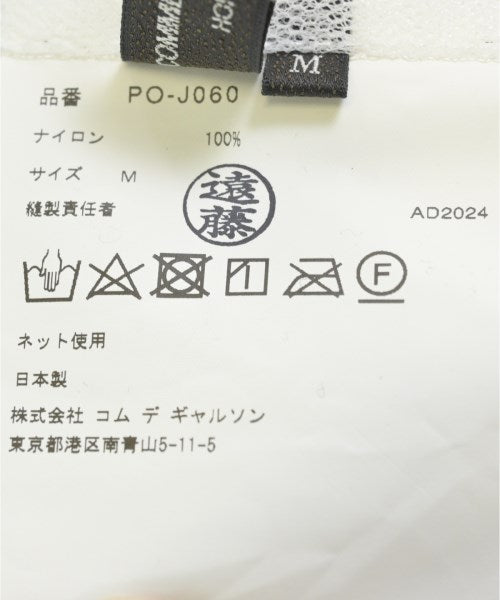 M
品番 PO-J060
ナイロン 100%
サイズ M
縫製責任者 遠藤 AD2024
F
ネット使用
日本製
株式会社 コム デ ギャルソン
東京都港区南青山5-11-5